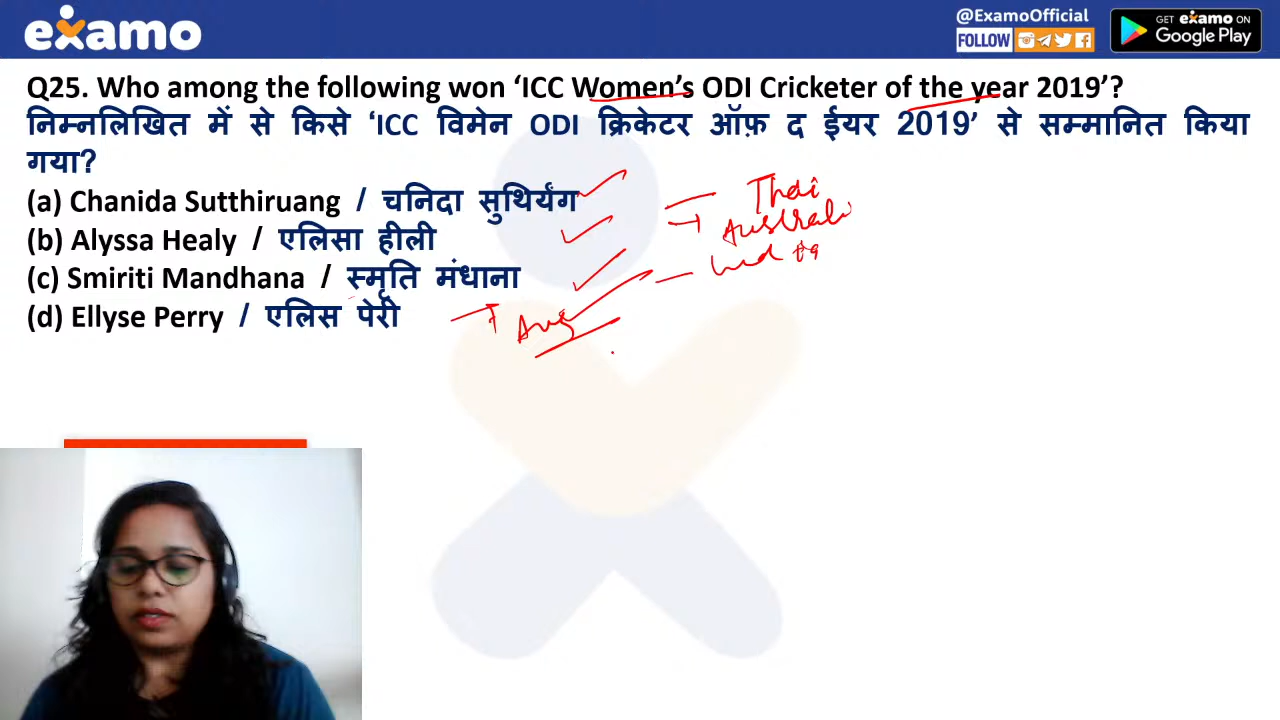 examo
@ExamoOfficial
FOLLOW
GET examo ON
Google Play
Q25. Who among the following won ‘ICC Women’s ODI Cricketer of the year 2019’?
निम्नलिखित में से किसे ‘ICC विमेन ODI क्रिकेटर ऑफ़ द ईयर 2019’ से सम्मानित किया
गया?
(a) Chanida Sutthiruang / चनिदा सुथियंग
(b) Alyssa Healy / एलिसा हीली
(c) Smiriti Mandhana / स्मृति मंधाना
(d) Ellyse Perry / एलिस पेरी
Thai
Aus